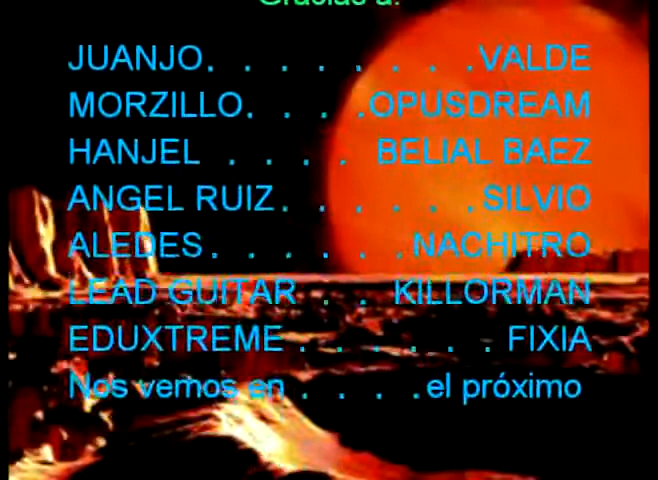 Gracias a:
JUANJO. . . . . . . .VALDE
MORZILLO. . . .OPUSDREAM
HANJEL . . . . BELIAL BAEZ
ANGEL RUIZ. . . . . .SILVIO
ALEDES. . . . . .NACHITRO
LEAD GUITAR . . KILLORMAN
EDUXTREME . . . . . . FIXIA
Nos vemos en . . . .el próximo